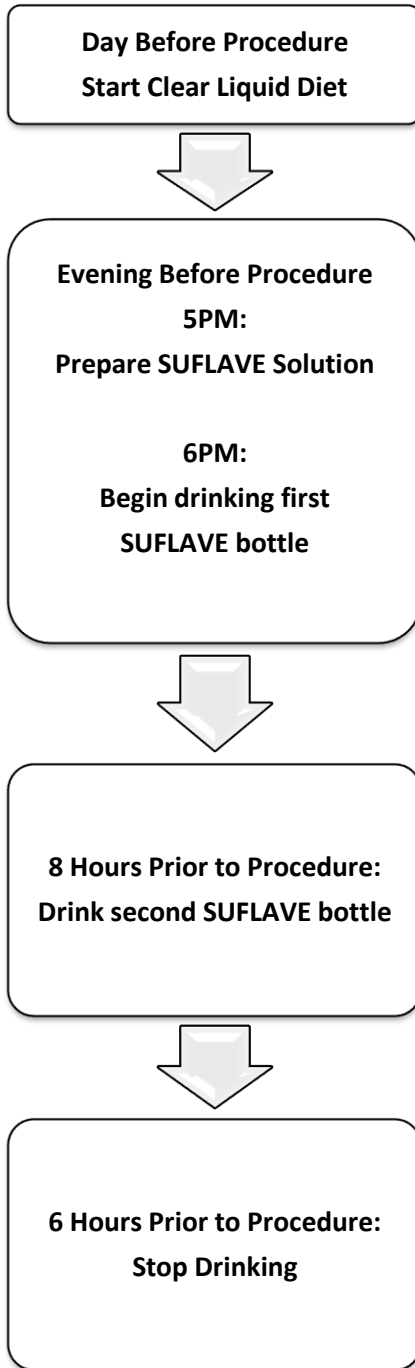 Day Before Procedure
Start Clear Liquid Diet
Evening Before Procedure
5PM:
Prepare SUFLAVE Solution
6PM:
Begin drinking first
SUFLAVE bottle
8 Hours Prior to Procedure:
Drink second SUFLAVE bottle
6 Hours Prior to Procedure:
Stop Drinking